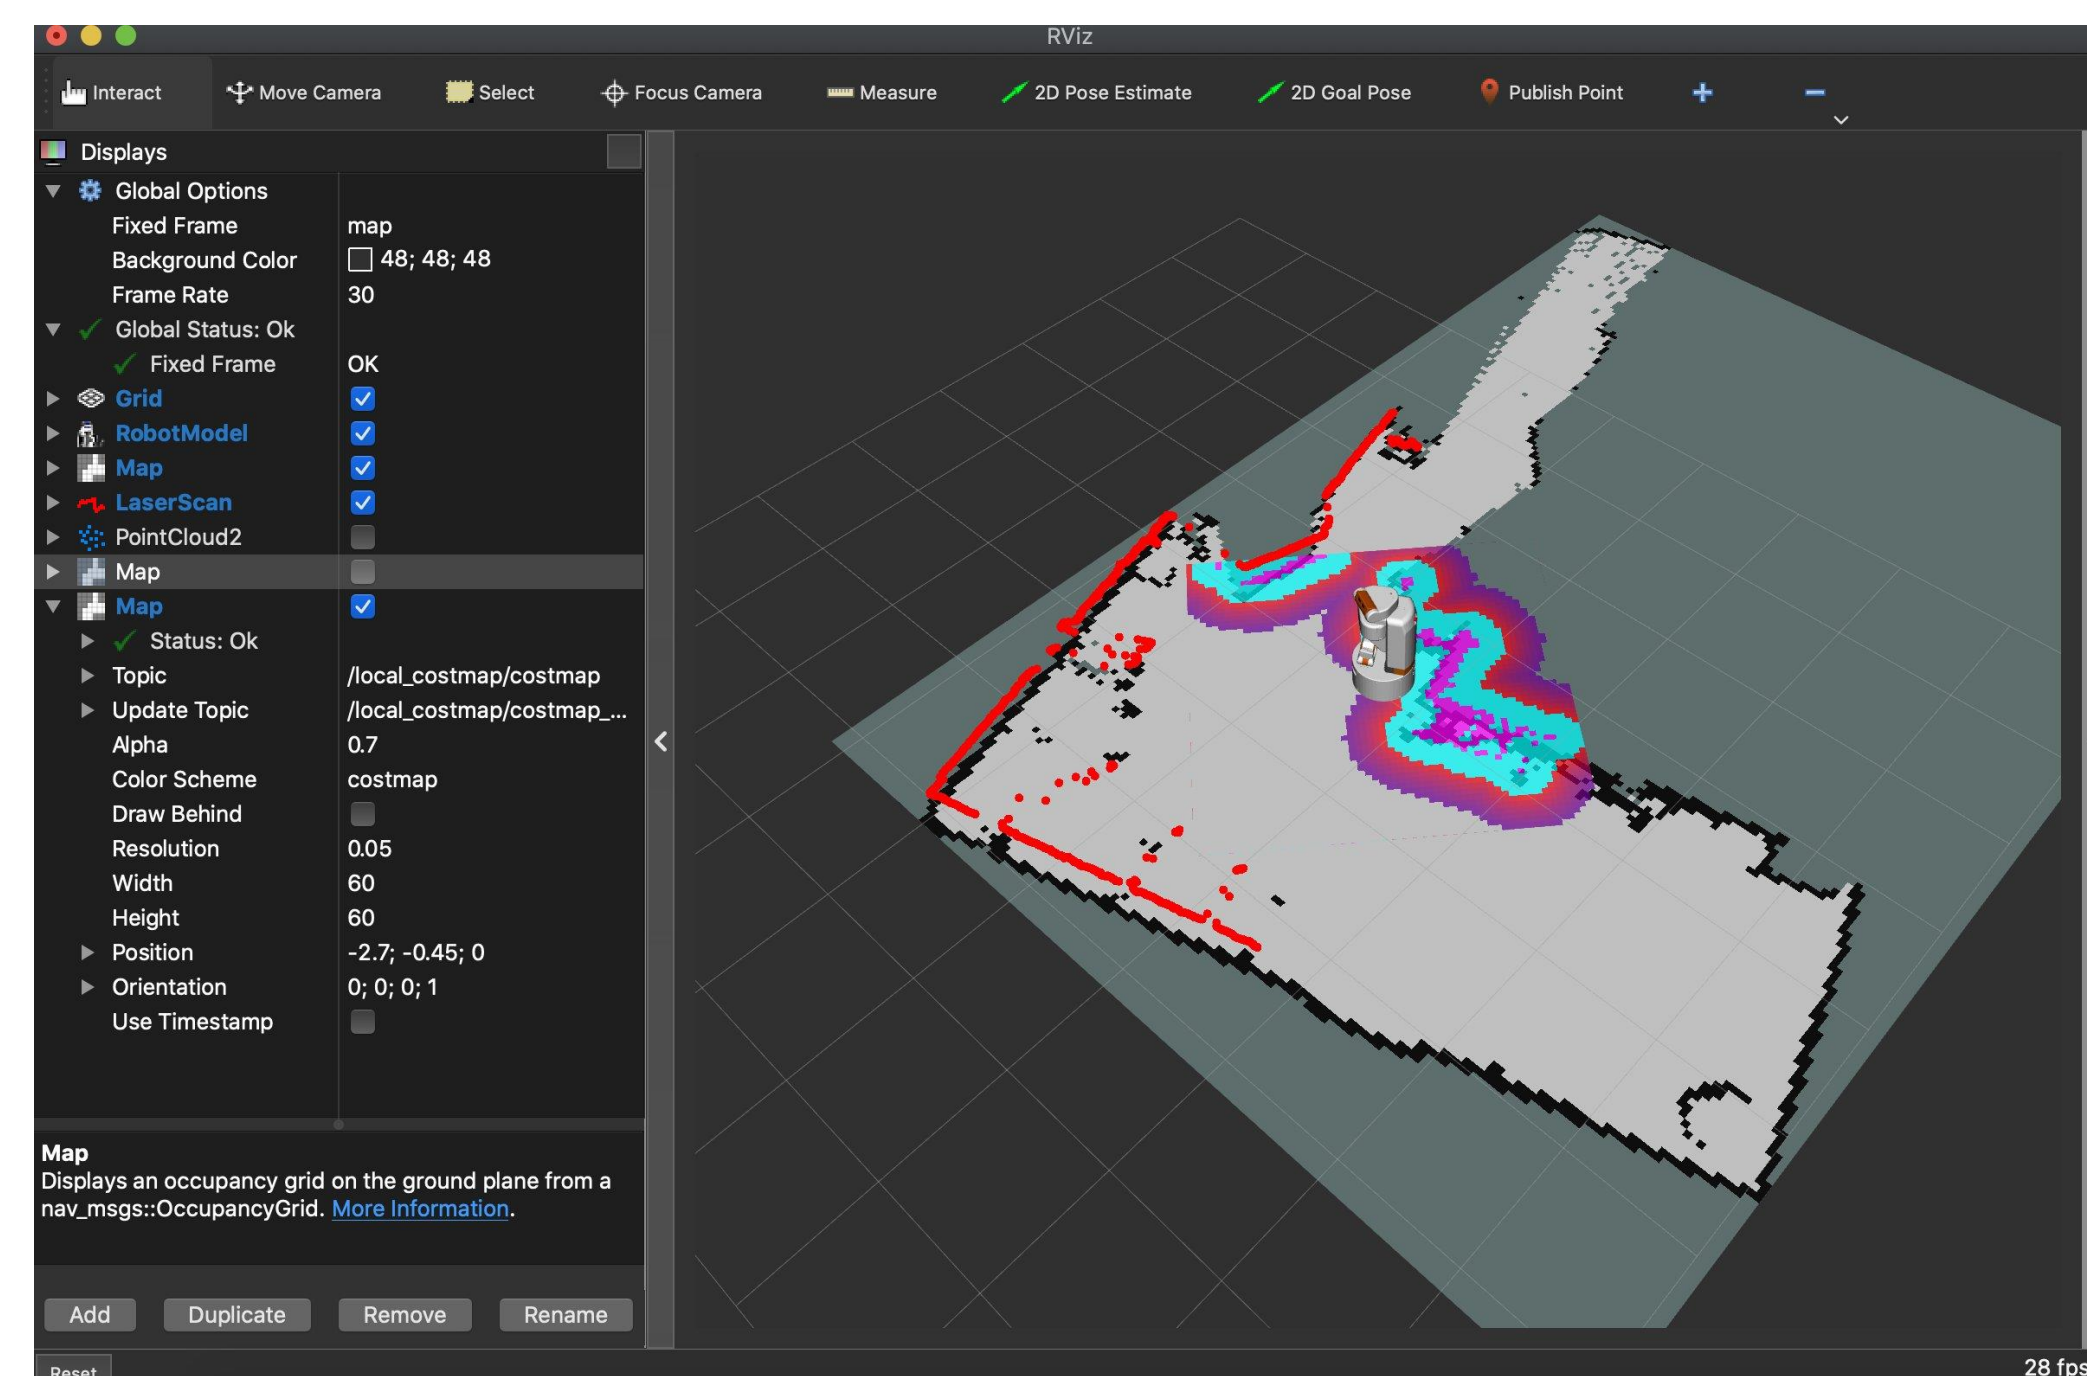 RViz
Interact Move Camera Select Focus Camera Measure 2D Pose Estimate 2D Goal Pose Publish Point
Displays
Global Options
Fixed Frame map
Background Color 48; 48; 48
Frame Rate 30
Global Status: Ok
Fixed Frame OK
Grid
RobotModel
Map
LaserScan
PointCloud2
Map
Map
Status: Ok
Topic /local_costmap/costmap
Update Topic /local_costmap/costmap_...
Alpha 0.7
Color Scheme costmap
Draw Behind
Resolution 0.05
Width 60
Height 60
Position -2.7; -0.45; 0
Orientation 0; 0; 0; 1
Use Timestamp
Map
Displays an occupancy grid on the ground plane from a
nav_msgs::OccupancyGrid. More Information.
Add Duplicate Remove Rename
Reset 28 fps